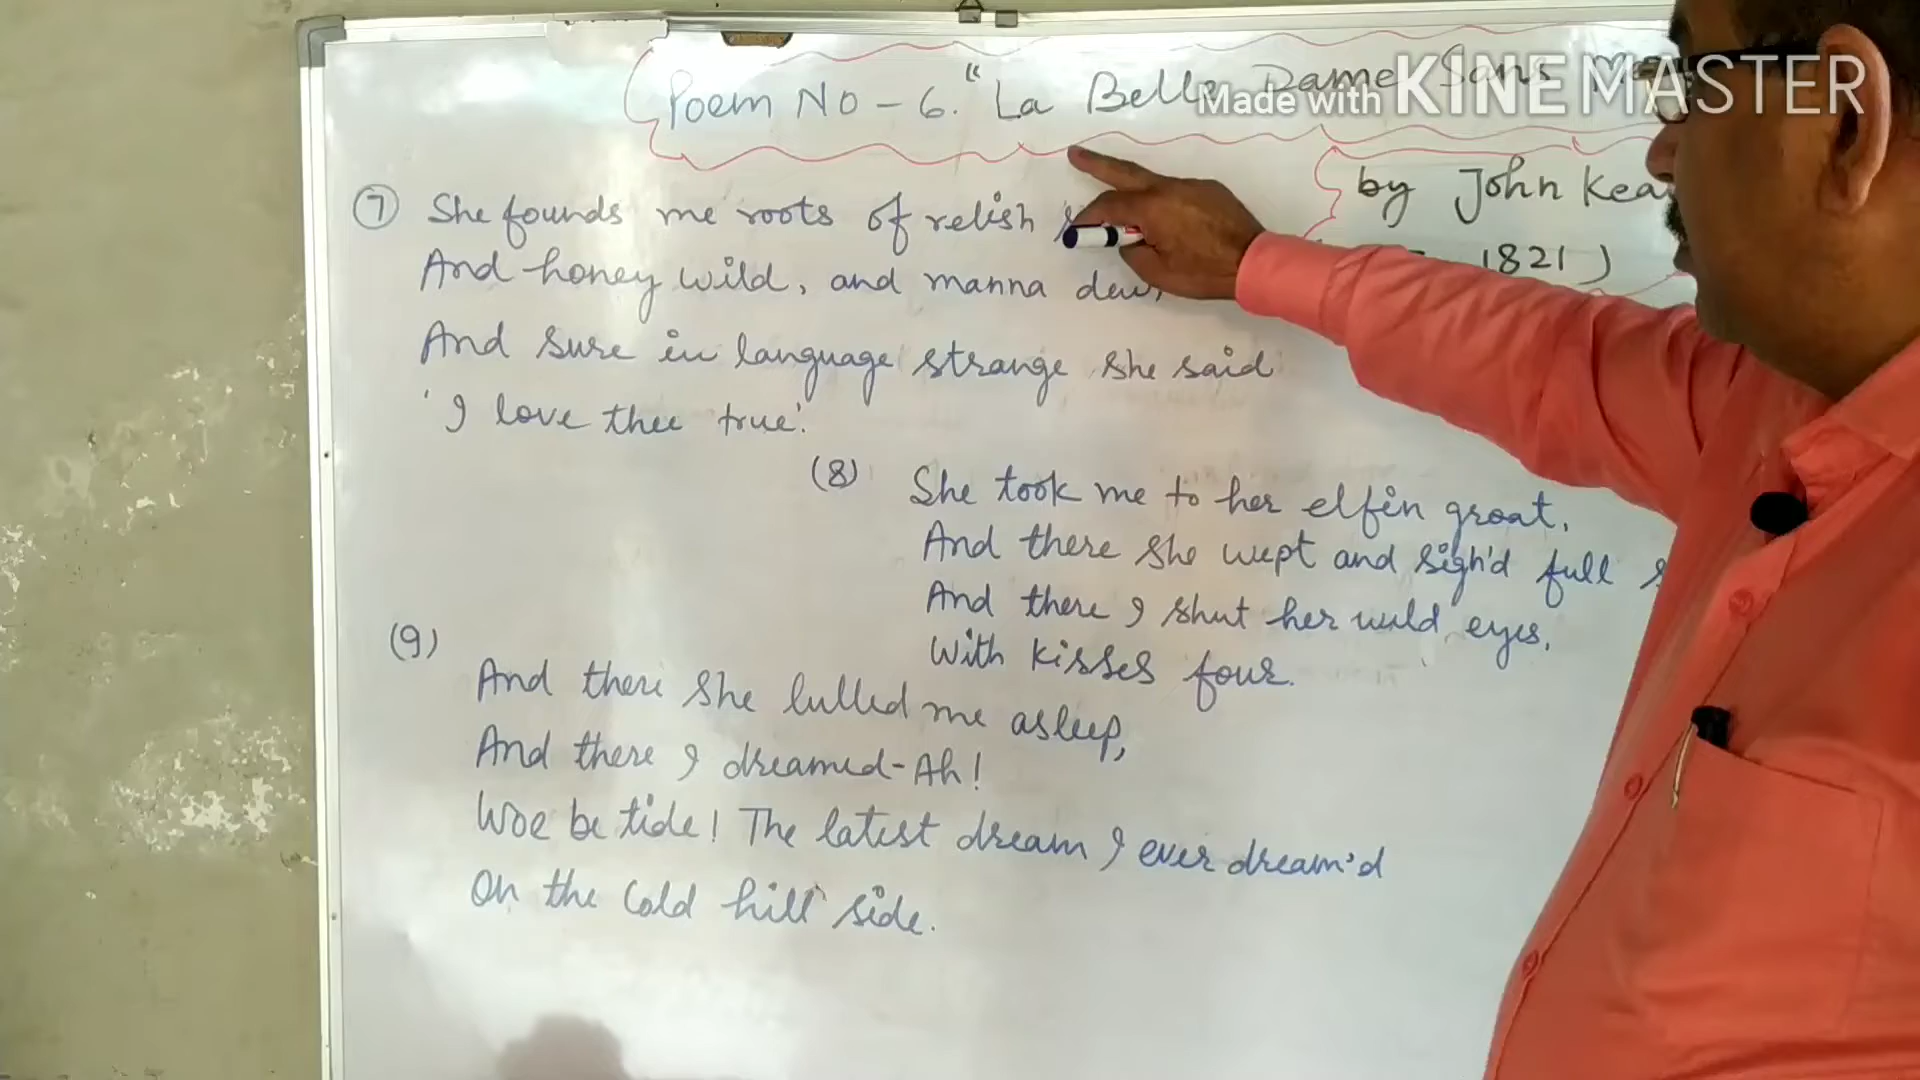 Poem No - 6. "La Belle Dame Sans
Made with KINEMASTER
by John
1821)
(7) She founds me roots of relish
And honey wild, and manna dew,
And sure in language strange she said
'I love thee true'.
(8) She took me to her elfin groat,
And there she wept and sigh'd full
And there I shut her wild eyes,
With kisses four.
(9)
And there she lulled me asleep,
And there I dreamed - Ah!
Woe be tide! The latest dream I ever dream'd
On the Cold hill side.